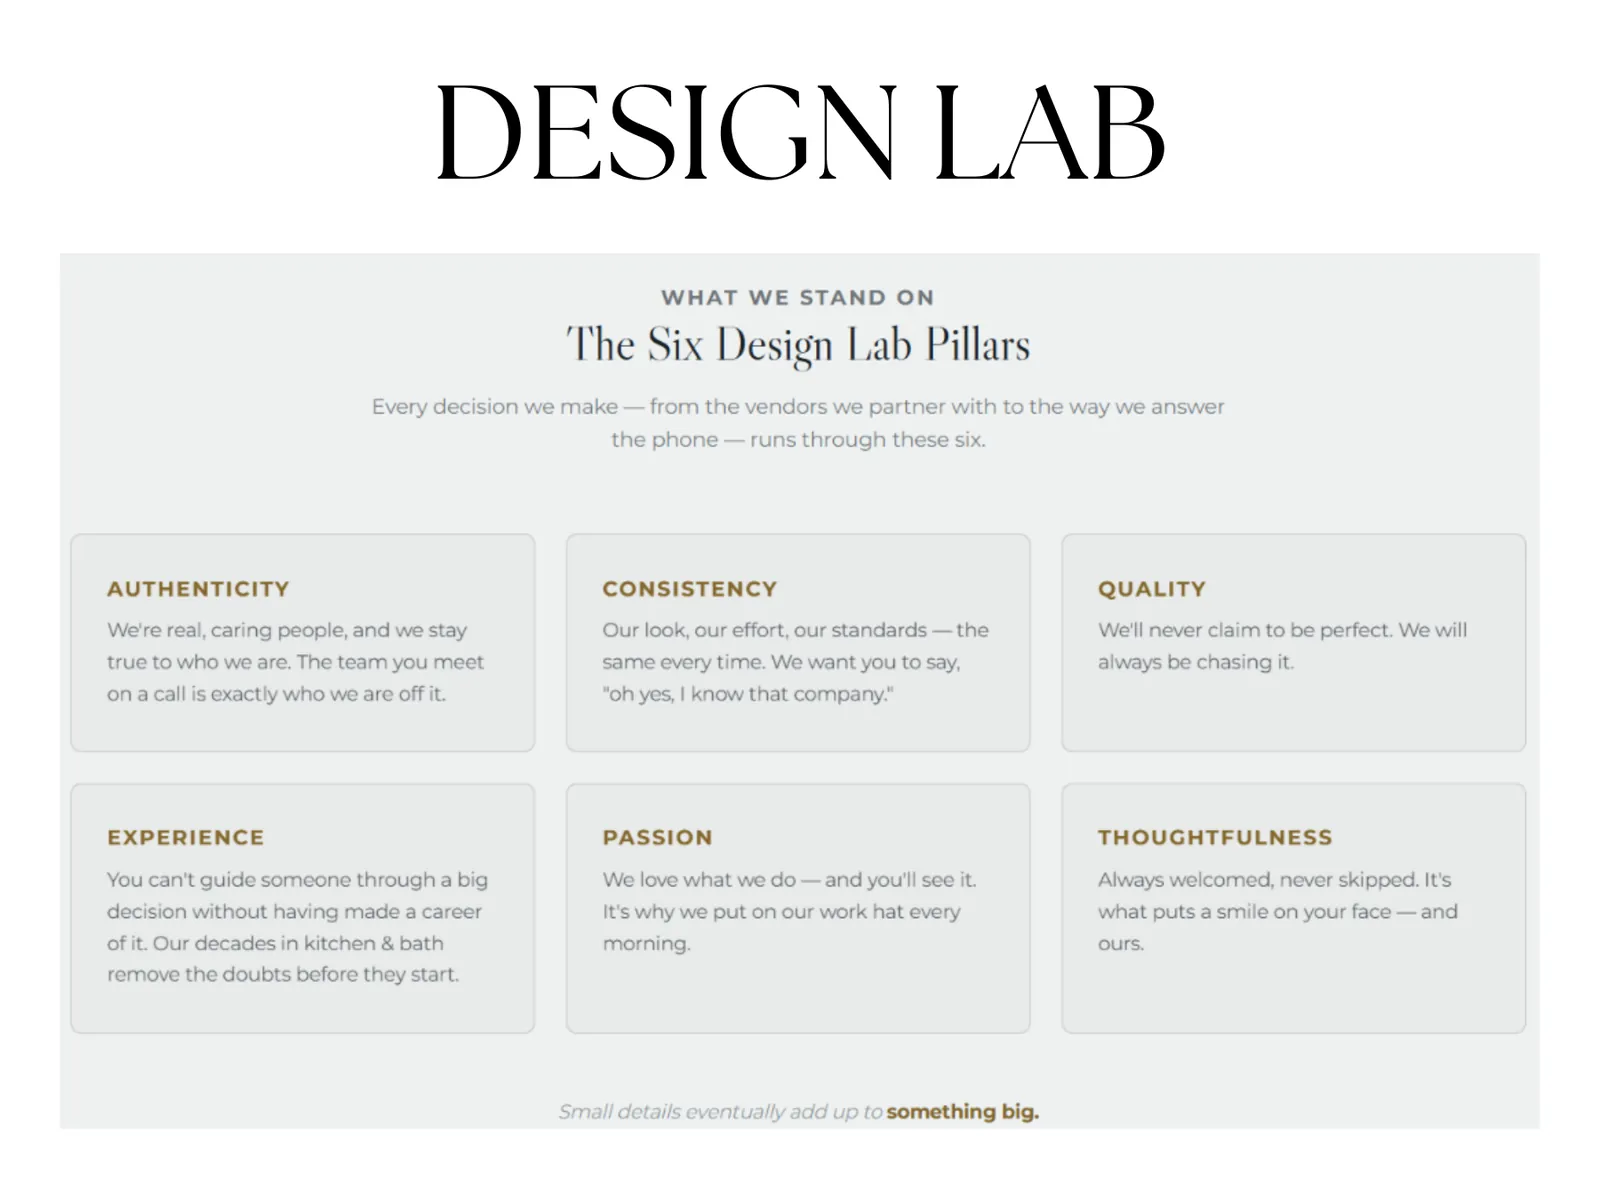 DESIGN LAB
WHAT WE STAND ON
The Six Design Lab Pillars
Every decision we make — from the vendors we partner with to the way we answer
the phone — runs through these six.
AUTHENTICITY
We're real, caring people, and we stay
true to who we are. The team you meet
on a call is exactly who we are off it.
CONSISTENCY
Our look, our effort, our standards — the
same every time. We want you to say,
"oh yes, I know that company."
QUALITY
We'll never claim to be perfect. We will
always be chasing it.
EXPERIENCE
You can't guide someone through a big
decision without having made a career
of it. Our decades in kitchen & bath
remove the doubts before they start.
PASSION
We love what we do — and you'll see it.
It's why we put on our work hat every
morning.
THOUGHTFULNESS
Always welcomed, never skipped. It's
what puts a smile on your face — and
ours.
Small details eventually add up to something big.